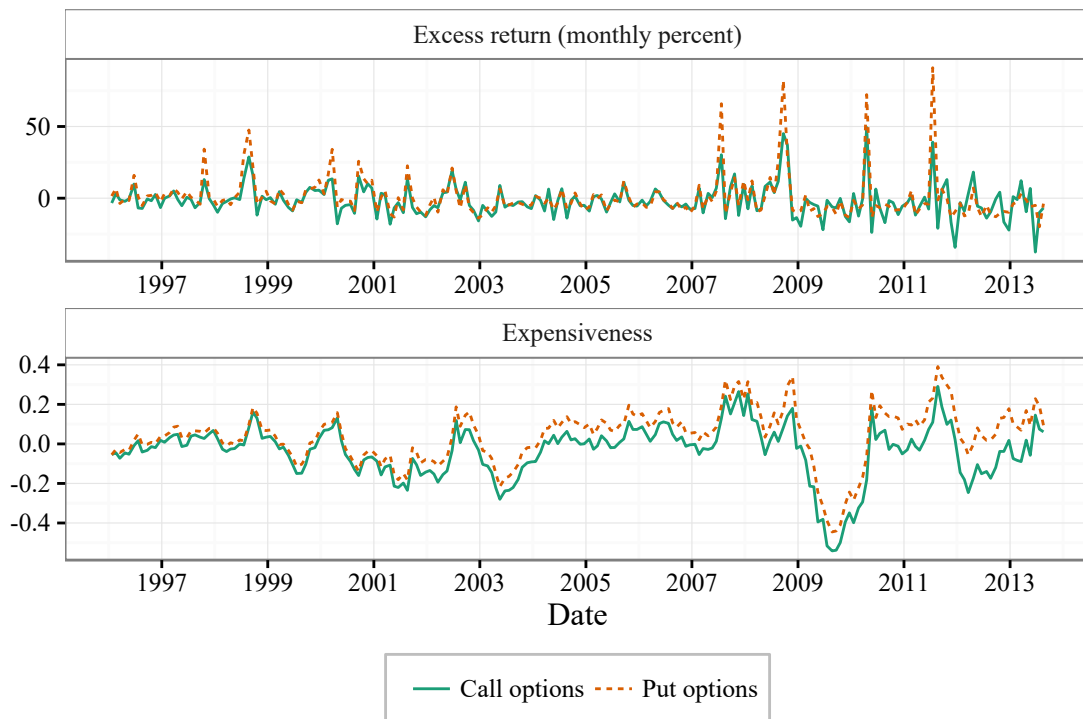 Excess return (monthly percent)
50
0
1997 1999 2001 2003 2005 2007 2009 2011 2013
Expensiveness
0.4
0.2
0.0
-0.2
-0.4
1997 1999 2001 2003 2005 2007 2009 2011 2013
Date
Call options Put options